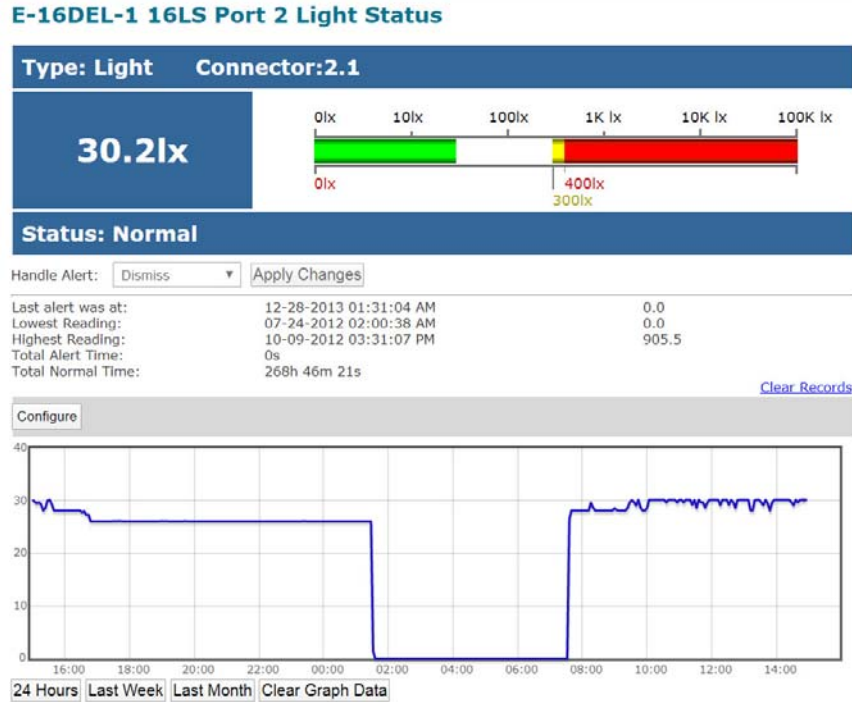 E-16DEL-1 16LS Port 2 Light Status
Type: Light Connector:2.1
30.2lx
0lx 10lx 100lx 1K lx 10K lx 100K lx
0lx 400lx
300lx
Status: Normal
Handle Alert: Dismiss Apply Changes
Last alert was at: 12-28-2013 01:31:04 AM 0.0
Lowest Reading: 07-24-2012 02:00:38 AM 0.0
Highest Reading: 10-09-2012 03:31:07 PM 905.5
Total Alert Time: 0s
Total Normal Time: 268h 46m 21s
Clear Records
Configure
40
30
20
10
0
16:00 18:00 20:00 22:00 00:00 02:00 04:00 06:00 08:00 10:00 12:00 14:00
24 Hours Last Week Last Month Clear Graph Data